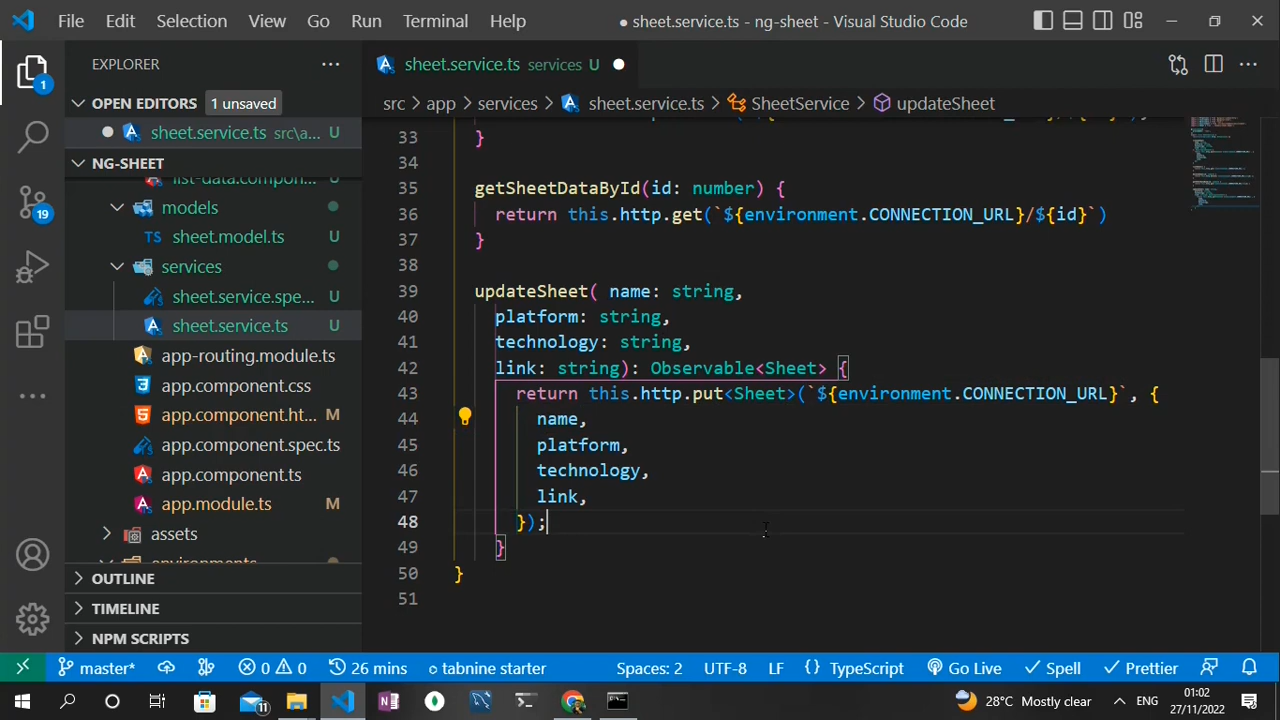 File Edit Selection View Go Run Terminal Help
● sheet.service.ts - ng-sheet - Visual Studio Code
EXPLORER
OPEN EDITORS 1 unsaved
sheet.service.ts src\a... U
NG-SHEET
list-data.compon... U
models
sheet.model.ts U
services
sheet.service.spe... U
sheet.service.ts U
app-routing.module.ts
app.component.css
app.component.ht... M
app.component.spec.ts
app.component.ts
app.module.ts M
assets
environments
OUTLINE
TIMELINE
NPM SCRIPTS
1
19
sheet.service.ts services U
src > app > services > sheet.service.ts > SheetService > updateSheet
33 }
34
35 getSheetDataById(id: number) {
36 return this.http.get(`${environment.CONNECTION_URL}/${id}`)
37 }
38
39 updateSheet( name: string,
40 platform: string,
41 technology: string,
42 link: string): Observable<Sheet> {
43 return this.http.put<Sheet>(`${environment.CONNECTION_URL}`, {
44 name,
45 platform,
46 technology,
47 link,
48 });
49 }
50 }
51
master* 0 0 26 mins tabnine starter Spaces: 2 UTF-8 LF {} TypeScript Go Live Spell Prettier
11 28°C Mostly clear ENG 01:02
27/11/2022